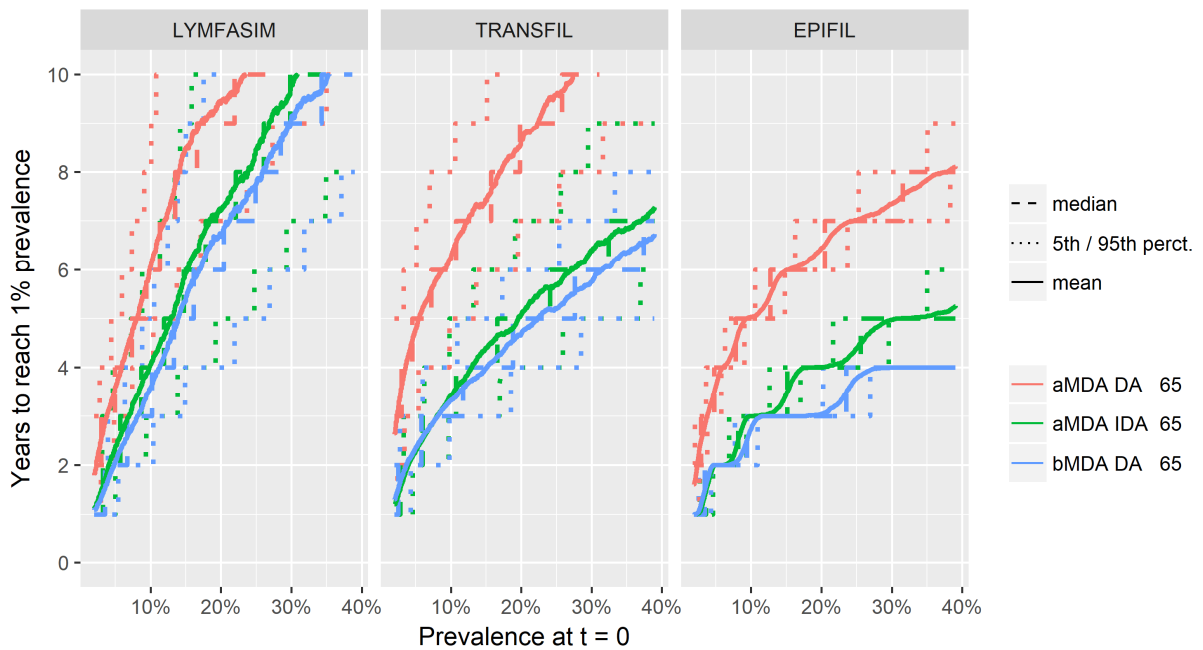 LYMFASIM TRANSFIL EPIFIL
Years to reach 1% prevalence
10
8
6
4
2
0
10% 20% 30% 40% 10% 20% 30% 40% 10% 20% 30% 40%
Prevalence at t = 0
median
5th / 95th perct.
mean
aMDA DA 65
aMDA IDA 65
bMDA DA 65